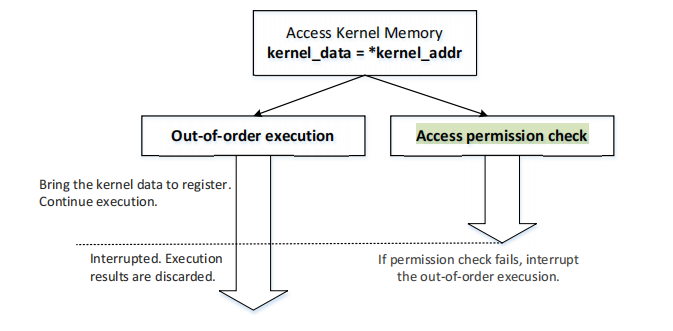 Access Kernel Memory
kernel_data = *kernel_addr
Out-of-order execution
Access permission check
Bring the kernel data to register.
Continue execution.
Interrupted. Execution
results are discarded.
If permission check fails, interrupt
the out-of-order execusion.